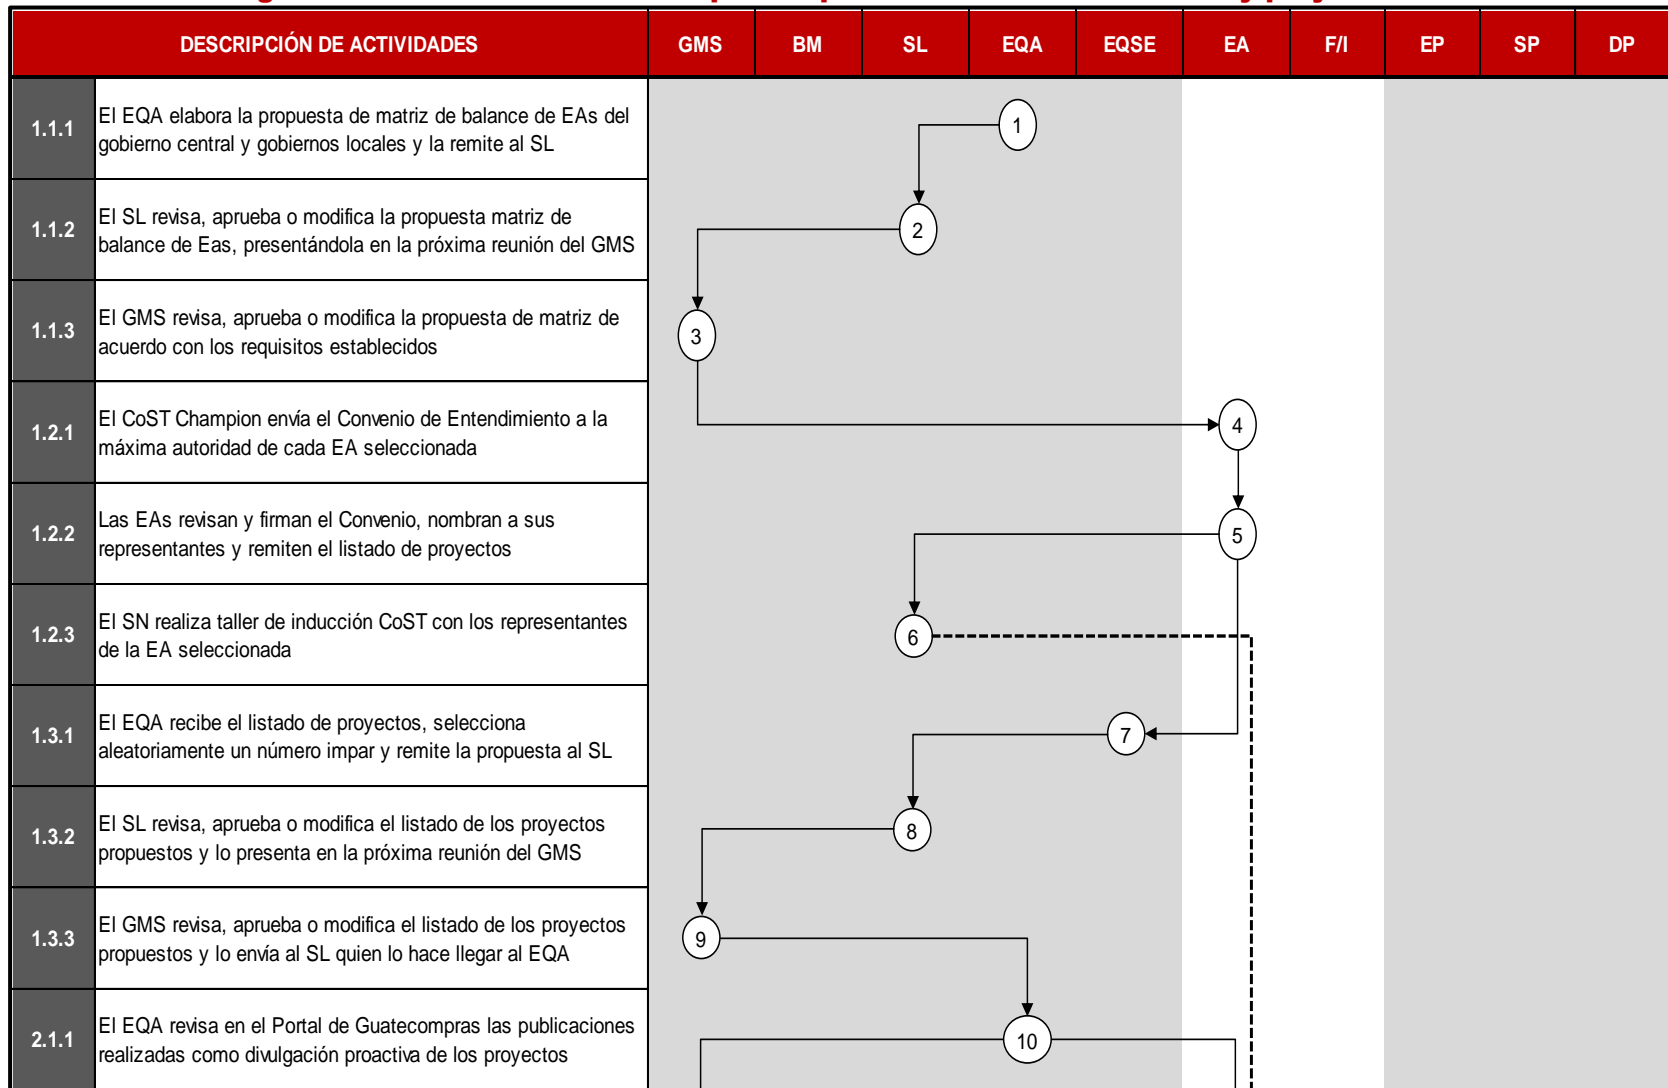 DESCRIPCIÓN DE ACTIVIDADES GMS BM SL EQA EQSE EA F/I EP SP DP
1.1.1 El EQA elabora la propuesta de matriz de balance de EAs del
gobierno central y gobiernos locales y la remite al SL
1
1.1.2 El SL revisa, aprueba o modifica la propuesta matriz de
balance de Eas, presentándola en la próxima reunión del GMS
2
1.1.3 El GMS revisa, aprueba o modifica la propuesta de matriz de
acuerdo con los requisitos establecidos
3
1.2.1 El CoST Champion envía el Convenio de Entendimiento a la
máxima autoridad de cada EA seleccionada
4
1.2.2 Las EAs revisan y firman el Convenio, nombran a sus
representantes y remiten el listado de proyectos
5
1.2.3 El SN realiza taller de inducción CoST con los representantes
de la EA seleccionada
6
1.3.1 El EQA recibe el listado de proyectos, selecciona
aleatoriamente un número impar y remite la propuesta al SL
7
1.3.2 El SL revisa, aprueba o modifica el listado de los proyectos
propuestos y lo presenta en la próxima reunión del GMS
8
1.3.3 El GMS revisa, aprueba o modifica el listado de los proyectos
propuestos y lo envía al SL quien lo hace llegar al EQA
9
2.1.1 El EQA revisa en el Portal de Guatecompras las publicaciones
realizadas como divulgación proactiva de los proyectos
10